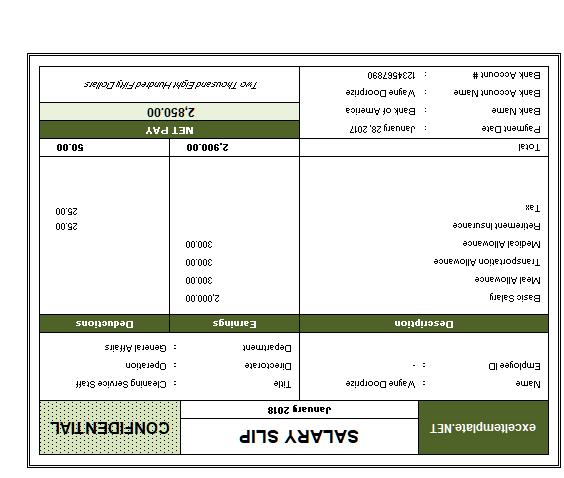 exceltemplate.NET
SALARY SLIP
CONFIDENTIAL
January 2018
Name : Wayne Doorprize Title : Cleaning Service Staff
Employee ID : - Directorate : Operation
Department : General Affairs
Description Earnings Deductions
Basic Salary 2,000.00
Meal Allowance 300.00
Transportation Allowance 300.00
Medical Allowance 300.00
Retirement Insurance 25.00
Tax 25.00
Total 2,900.00 50.00
Payment Date : January 28, 2017 NET PAY
Bank Name : Bank of America 2,850.00
Bank Account Name : Wayne Doorprize
Bank Account # : 1234567890 Two Thousand Eight Hundred Fifty Dollars